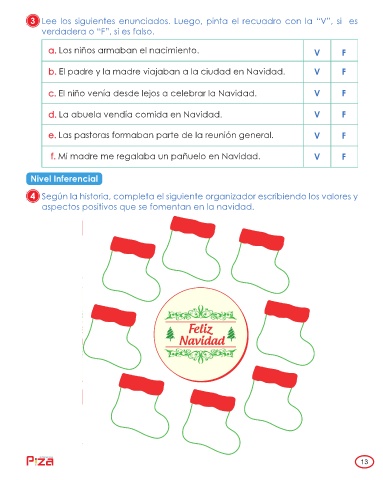 3 Lee los siguientes enunciados. Luego, pinta el recuadro con la “V”, si es
verdadera o “F”, si es falso.
a. Los niños armaban el nacimiento. V F
b. El padre y la madre viajaban a la ciudad en Navidad. V F
c. El niño venía desde lejos a celebrar la Navidad. V F
d. La abuela vendía comida en Navidad. V F
e. Las pastoras formaban parte de la reunión general. V F
f. Mi madre me regalaba un pañuelo en Navidad. V F
Nivel Inferencial
4 Según la historia, completa el siguiente organizador escribiendo los valores y
aspectos positivos que se fomentan en la navidad.
Feliz
Navidad
Piza
13